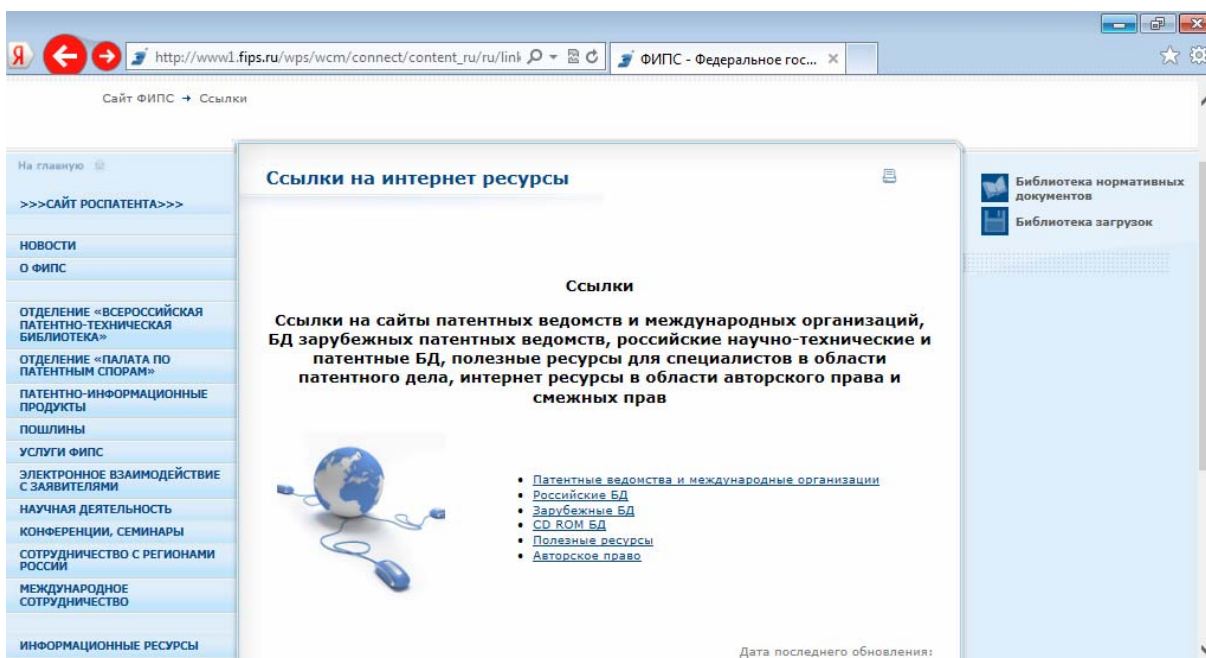 Я
http://www1.fips.ru/wps/wcm/connect/content_ru/ru/link
ФИПС - Федеральное гос...
Сайт ФИПС → Ссылки
На главную
>>>САЙТ РОСПАТЕНТА>>>
НОВОСТИ
О ФИПС
ОТДЕЛЕНИЕ «ВСЕРОССИЙСКАЯ
ПАТЕНТНО-ТЕХНИЧЕСКАЯ
БИБЛИОТЕКА»
ОТДЕЛЕНИЕ «ПАЛАТА ПО
ПАТЕНТНЫМ СПОРАМ»
ПАТЕНТНО-ИНФОРМАЦИОННЫЕ
ПРОДУКТЫ
ПОШЛИНЫ
УСЛУГИ ФИПС
ЭЛЕКТРОННОЕ ВЗАИМОДЕЙСТВИЕ
С ЗАЯВИТЕЛЯМИ
НАУЧНАЯ ДЕЯТЕЛЬНОСТЬ
КОНФЕРЕНЦИИ, СЕМИНАРЫ
СОТРУДНИЧЕСТВО С РЕГИОНАМИ
РОССИИ
МЕЖДУНАРОДНОЕ
СОТРУДНИЧЕСТВО
ИНФОРМАЦИОННЫЕ РЕСУРСЫ
Ссылки на интернет ресурсы
Ссылки
Ссылки на сайты патентных ведомств и международных организаций,
БД зарубежных патентных ведомств, российские научно-технические и
патентные БД, полезные ресурсы для специалистов в области
патентного дела, интернет ресурсы в области авторского права и
смежных прав
• Патентные ведомства и международные организации
• Российские БД
• Зарубежные БД
• CD ROM БД
• Полезные ресурсы
• Авторское право
Дата последнего обновления:
Библиотека нормативных
документов
Библиотека загрузок